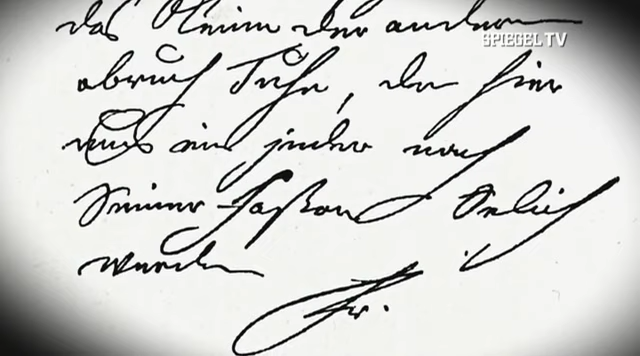 das Keine der andern
SPIEGEL TV
abruch Tuhe, den hier
mus ein jeder nach
Seiner Faßon Selich
werden
Fr.